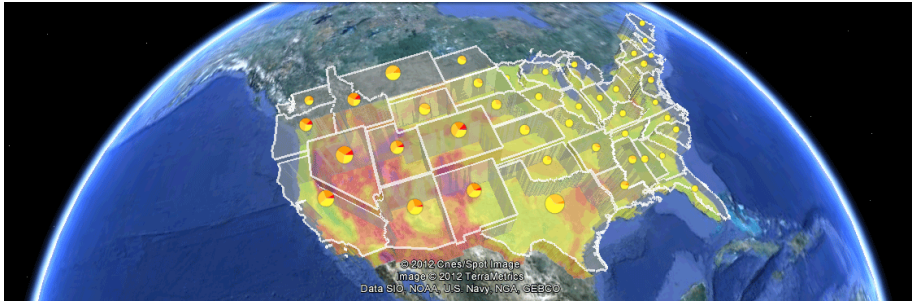 © 2012 Cnes/Spot Image
Image © 2012 TerraMetrics
Data SIO, NOAA, U.S. Navy, NGA, GEBCO